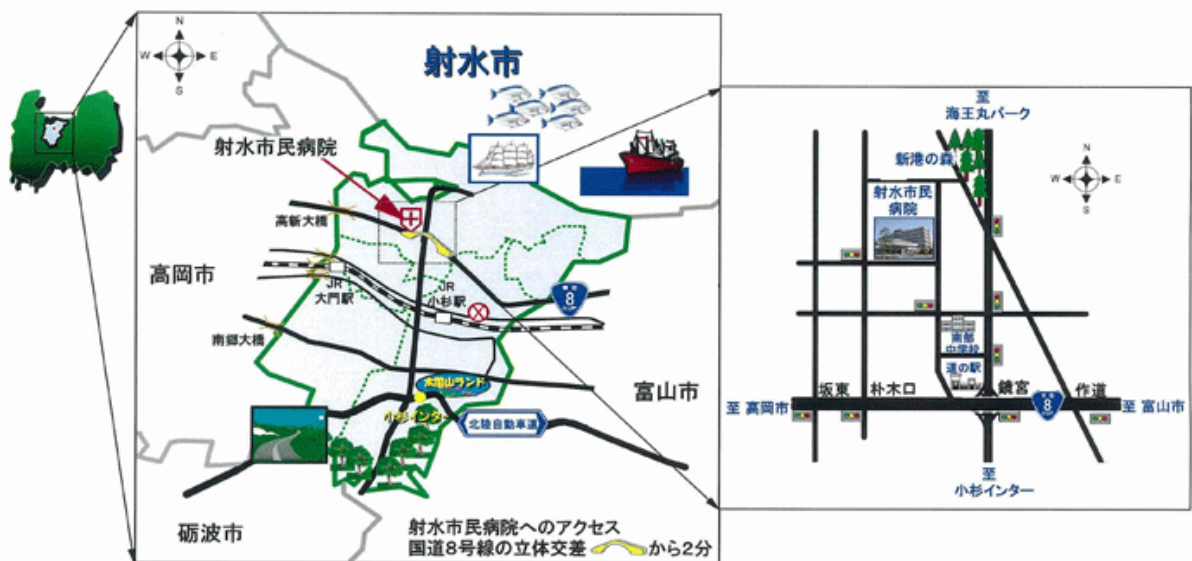 N
W E
S
射水市
射水市民病院
高新大橋
高岡市
JR
大門駅
JR
小杉駅
8
南郷大橋
太閤山ランド
富山市
小杉インター
北陸自動車道
砺波市
射水市民病院へのアクセス
国道8号線の立体交差 から2分
至
海王丸パーク
新港の森
N
W E
S
射水市民
病院
南部
中学校
道の駅
坂東 朴木口 鏡宮 作道
至 高岡市 8 至 富山市
至
小杉インター